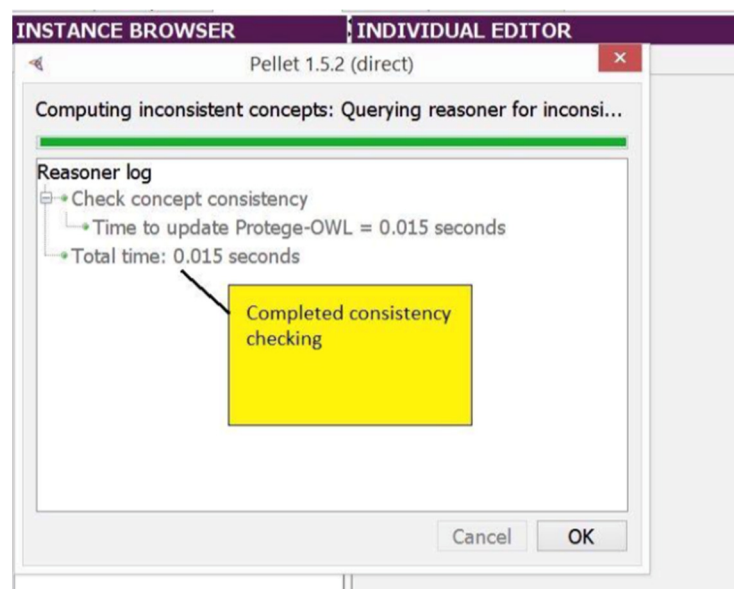 INSTANCE BROWSER
INDIVIDUAL EDITOR
Pellet 1.5.2 (direct)
Computing inconsistent concepts: Querying reasoner for inconsi...
Reasoner log
Check concept consistency
Time to update Protege-OWL = 0.015 seconds
Total time: 0.015 seconds
Completed consistency
checking
Cancel
OK